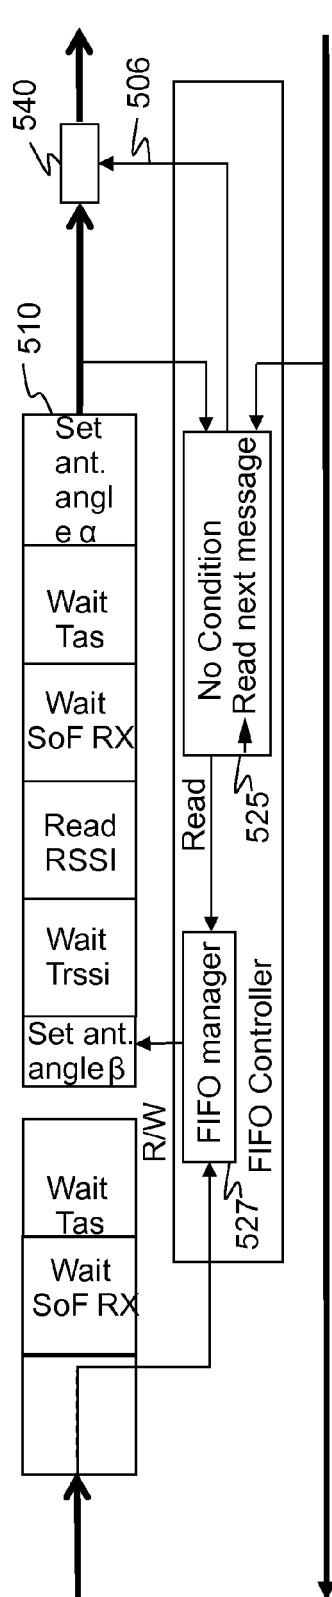 540
506
510
Set
ant.
angl
e α
Wait
Tas
Wait
SoF RX
Read
RSSI
Wait
Trssi
Set ant.
angle β
Wait
Tas
Wait
SoF RX
No Condition
Read next message
525
Read
FIFO manager
R/W
527
FIFO Controller